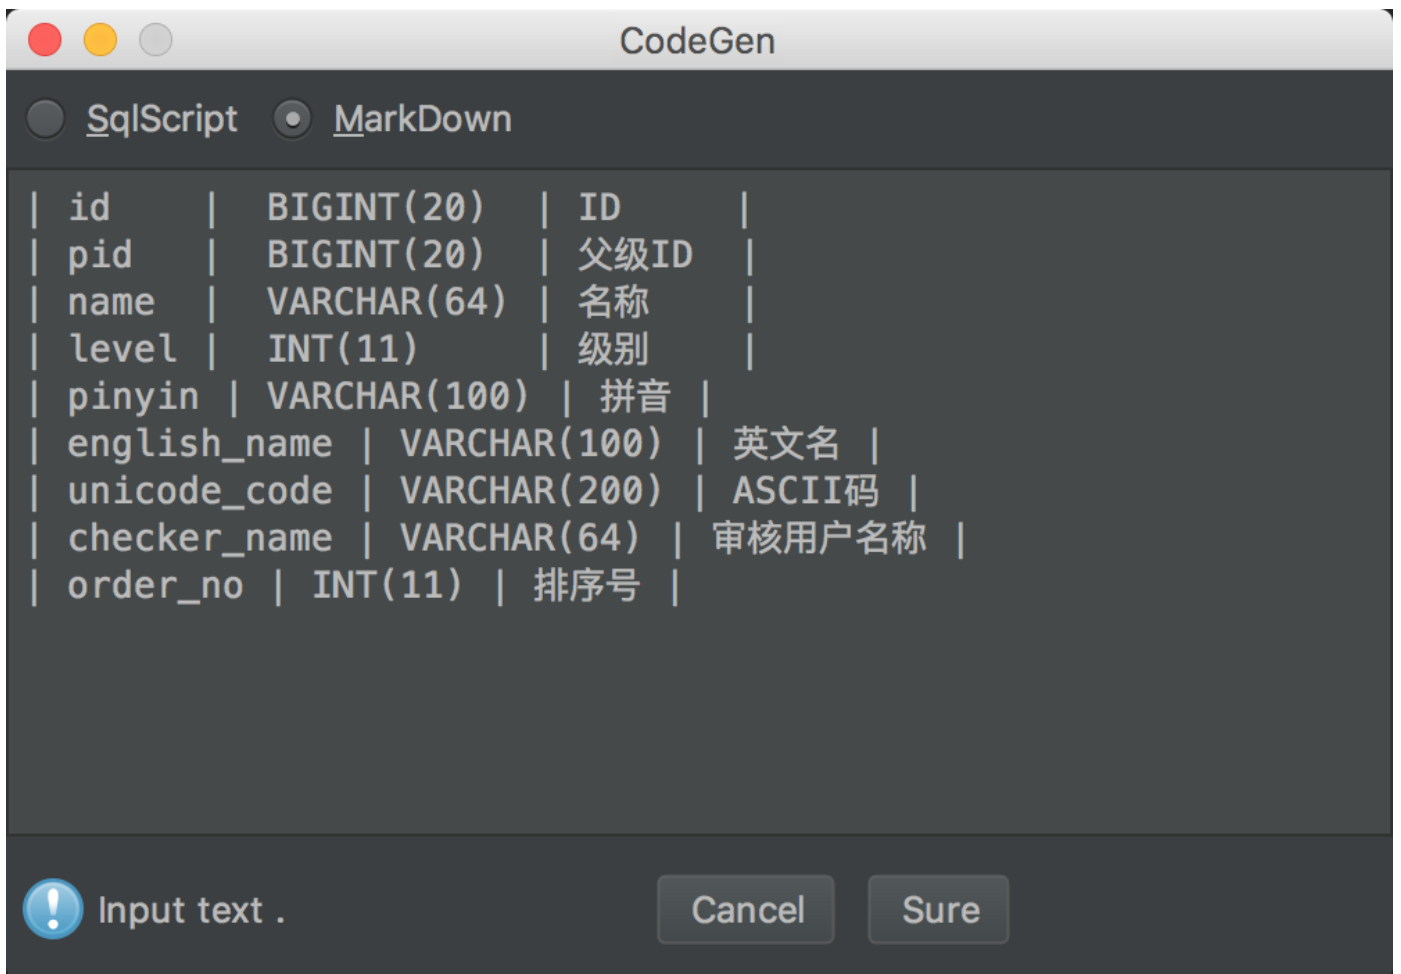 CodeGen
SqlScript MarkDown
| id    |  BIGINT(20)  | ID     |
| pid   |  BIGINT(20)  | 父级ID  |
| name  |  VARCHAR(64) | 名称    |
| level |  INT(11)     | 级别    |
| pinyin | VARCHAR(100) | 拼音 |
| english_name | VARCHAR(100) | 英文名 |
| unicode_code | VARCHAR(200) | ASCII码 |
| checker_name | VARCHAR(64) | 审核用户名称 |
| order_no | INT(11) | 排序号 |
Input text .
Cancel Sure